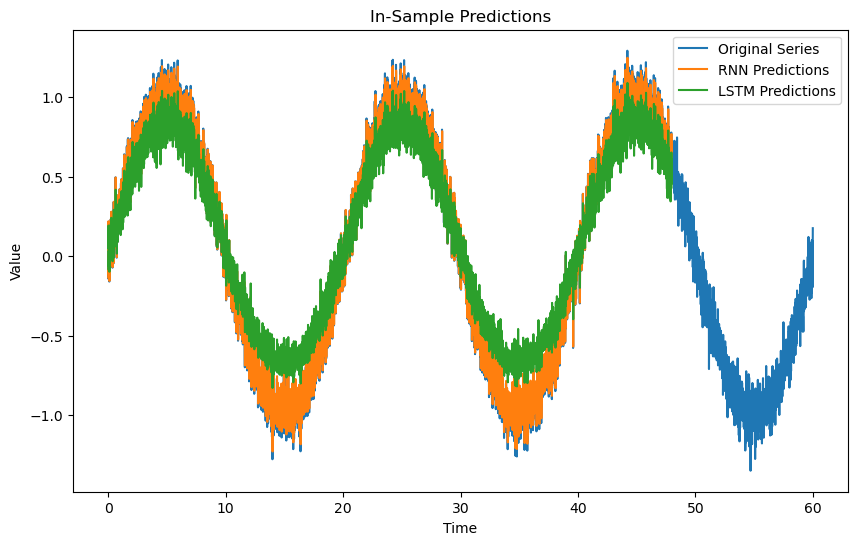 In-Sample Predictions
Original Series
RNN Predictions
LSTM Predictions
1.0
0.5
0.0
−0.5
−1.0
Value
0 10 20 30 40 50 60
Time